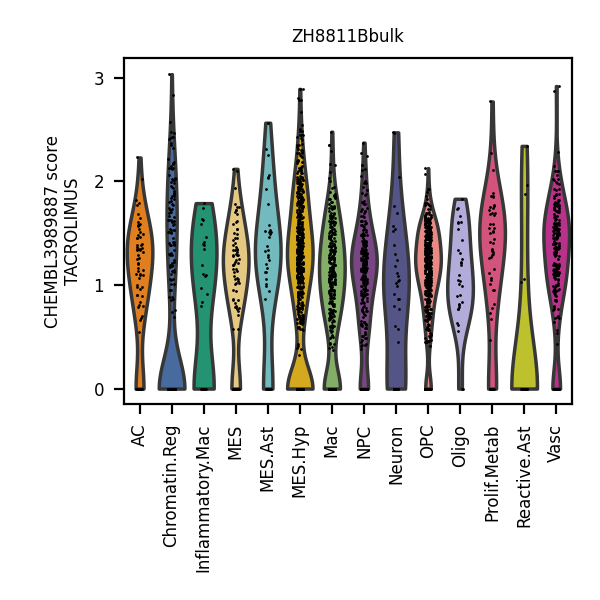 ZH8811Bbulk
CHEMBL3989887 score
TACROLIMUS
3
2
1
0
AC
Chromatin.Reg
Inflammatory.Mac
MES
MES.Ast
MES.Hyp
Mac
NPC
Neuron
OPC
Oligo
Prolif.Metab
Reactive.Ast
Vasc